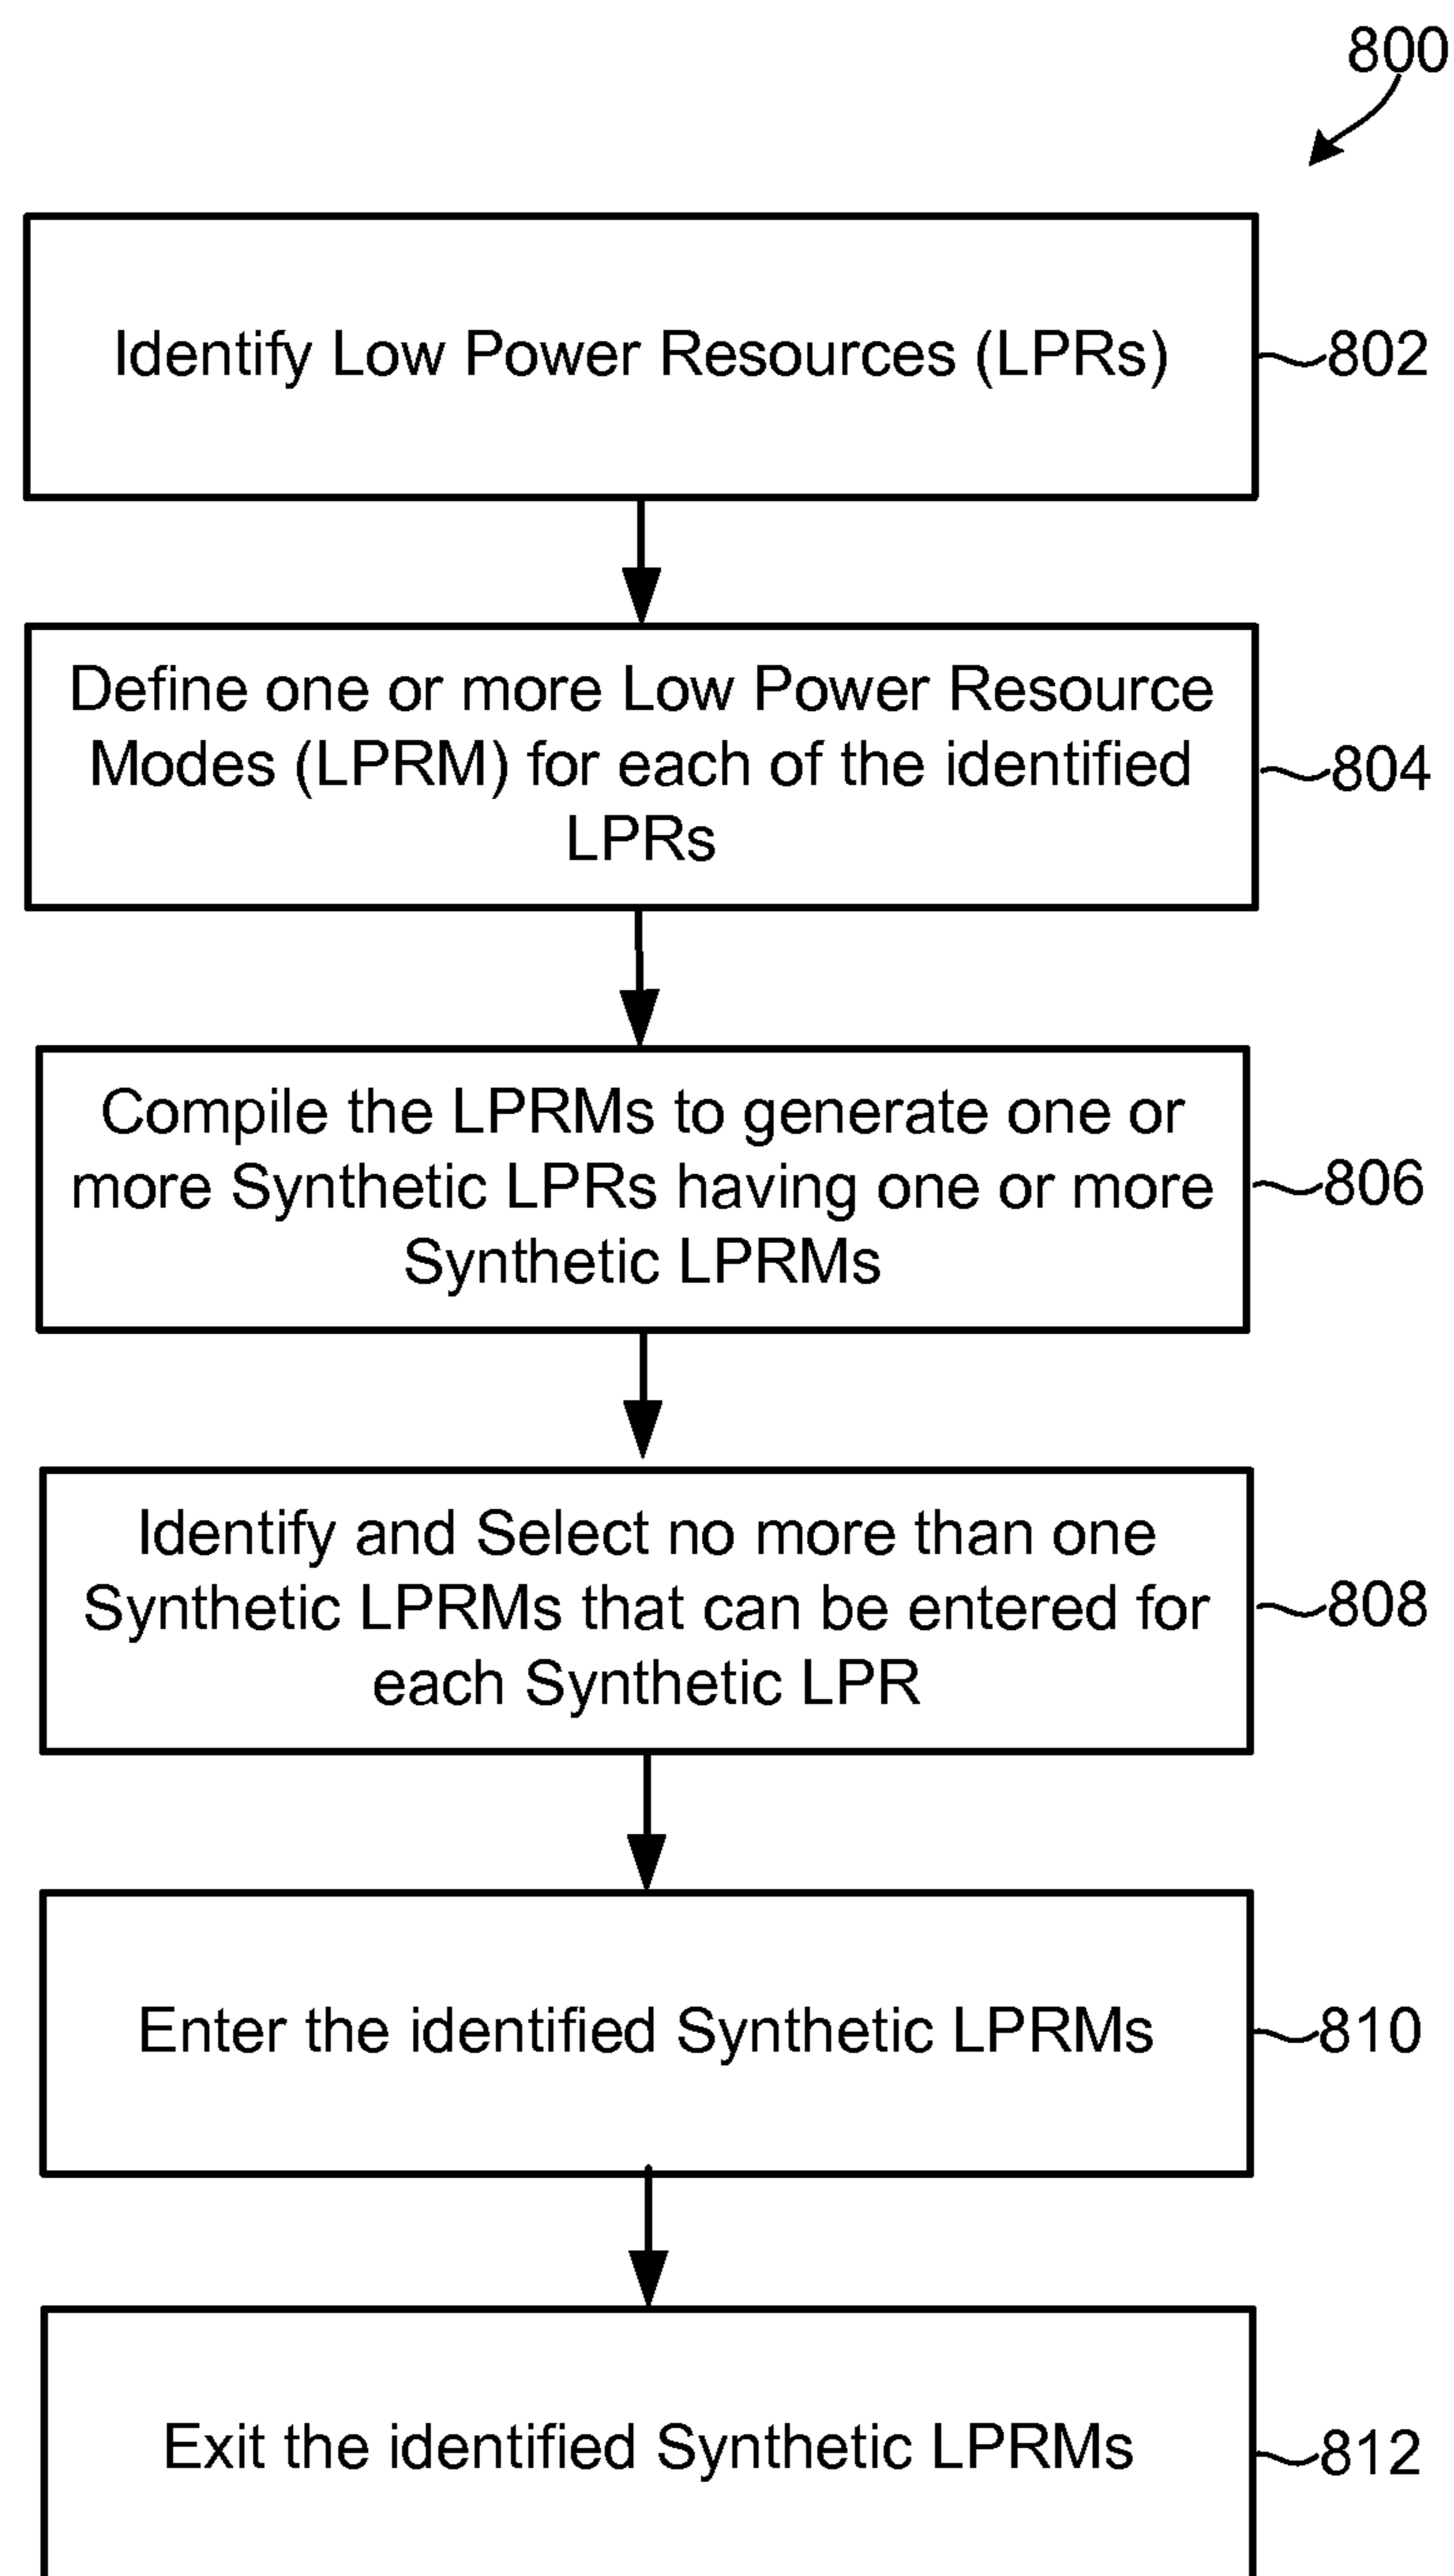 800
Identify Low Power Resources (LPRs)
802
Define one or more Low Power Resource
Modes (LPRM) for each of the identified
LPRs
804
Compile the LPRMs to generate one or
more Synthetic LPRs having one or more
Synthetic LPRMs
806
Identify and Select no more than one
Synthetic LPRMs that can be entered for
each Synthetic LPR
808
Enter the identified Synthetic LPRMs
810
Exit the identified Synthetic LPRMs
812